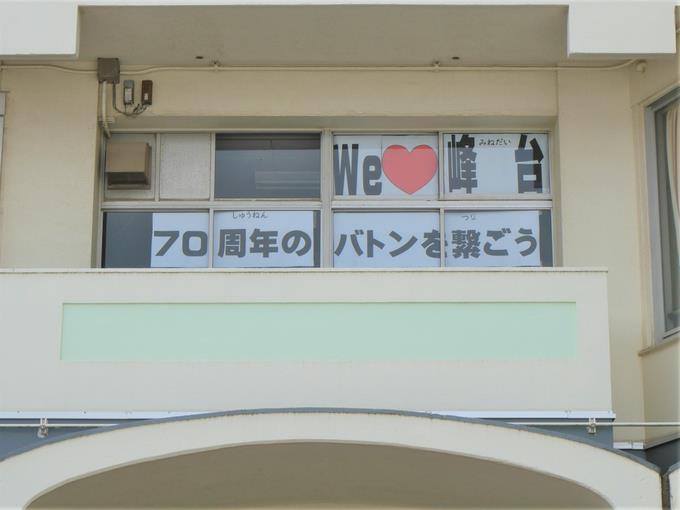 We♥峰台
みねだい
しゅうねん
つな
70周年のバトンを繋ごう